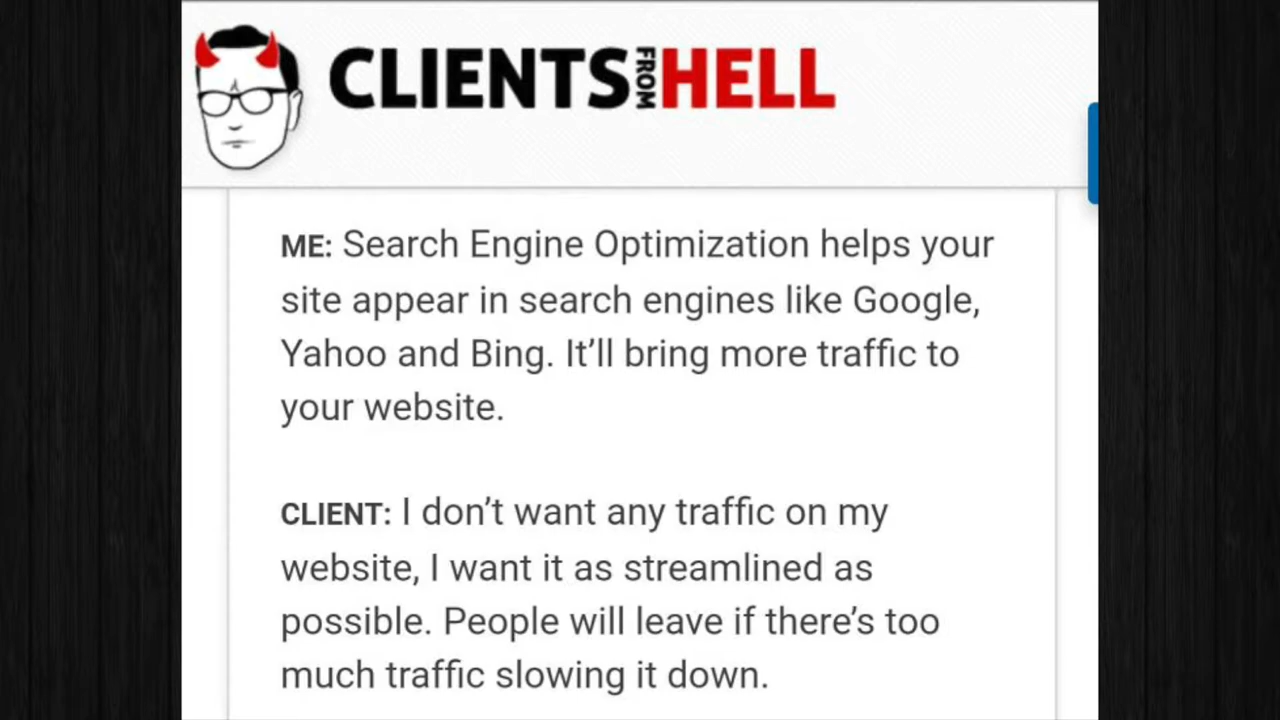 CLIENTS FROM HELL
ME: Search Engine Optimization helps your
site appear in search engines like Google,
Yahoo and Bing. It’ll bring more traffic to
your website.
CLIENT: I don’t want any traffic on my
website, I want it as streamlined as
possible. People will leave if there’s too
much traffic slowing it down.